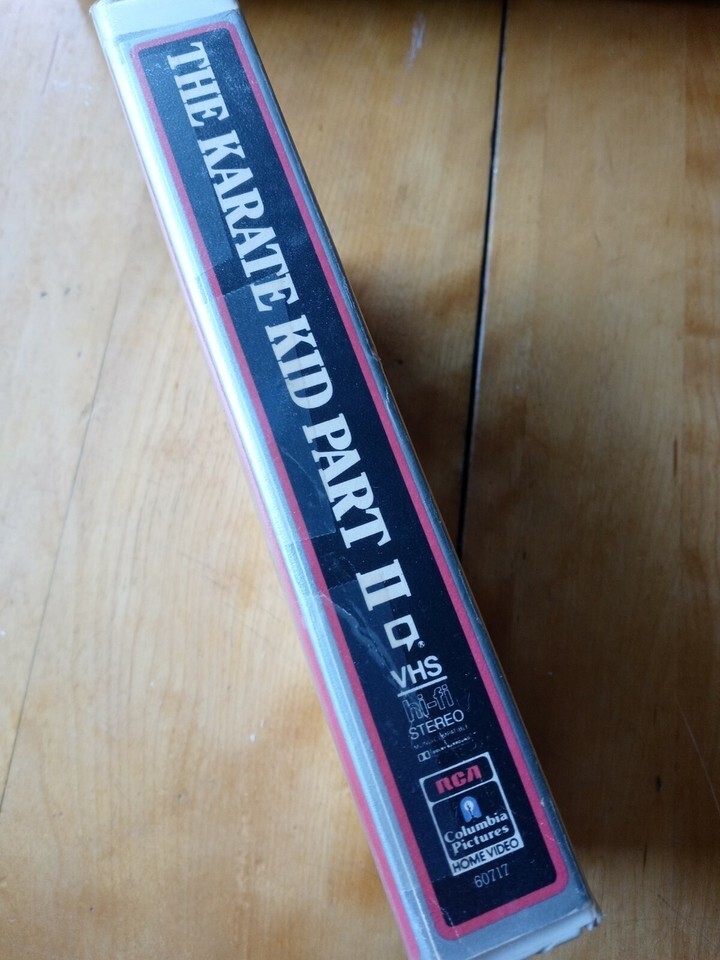 THE KARATE KID PART II
VHS
hi-fi
STEREO
RCA
Columbia
Pictures
HOME VIDEO
60717